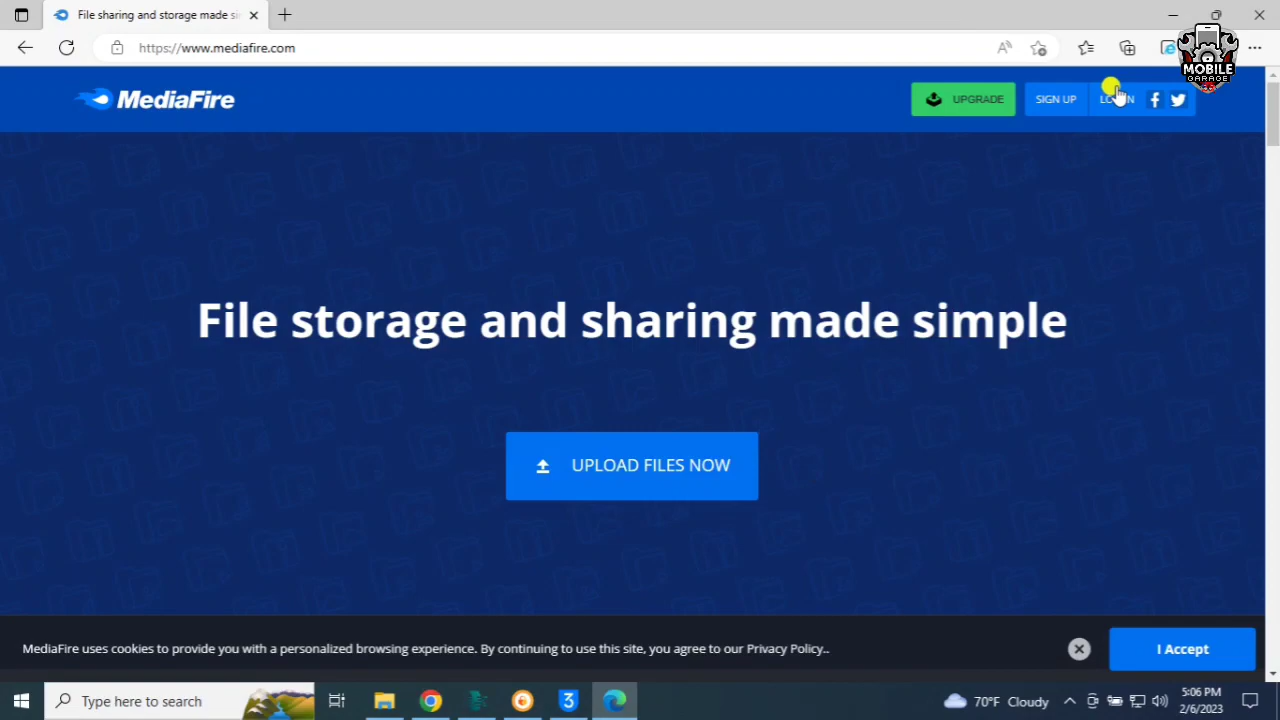 File sharing and storage made si
https://www.mediafire.com
MOBILE
GARAGE
MediaFire
UPGRADE
SIGN UP
File storage and sharing made simple
UPLOAD FILES NOW
MediaFire uses cookies to provide you with a personalized browsing experience. By continuing to use this site, you agree to our Privacy Policy..
I Accept
Type here to search
70°F Cloudy
5:06 PM
2/6/2023